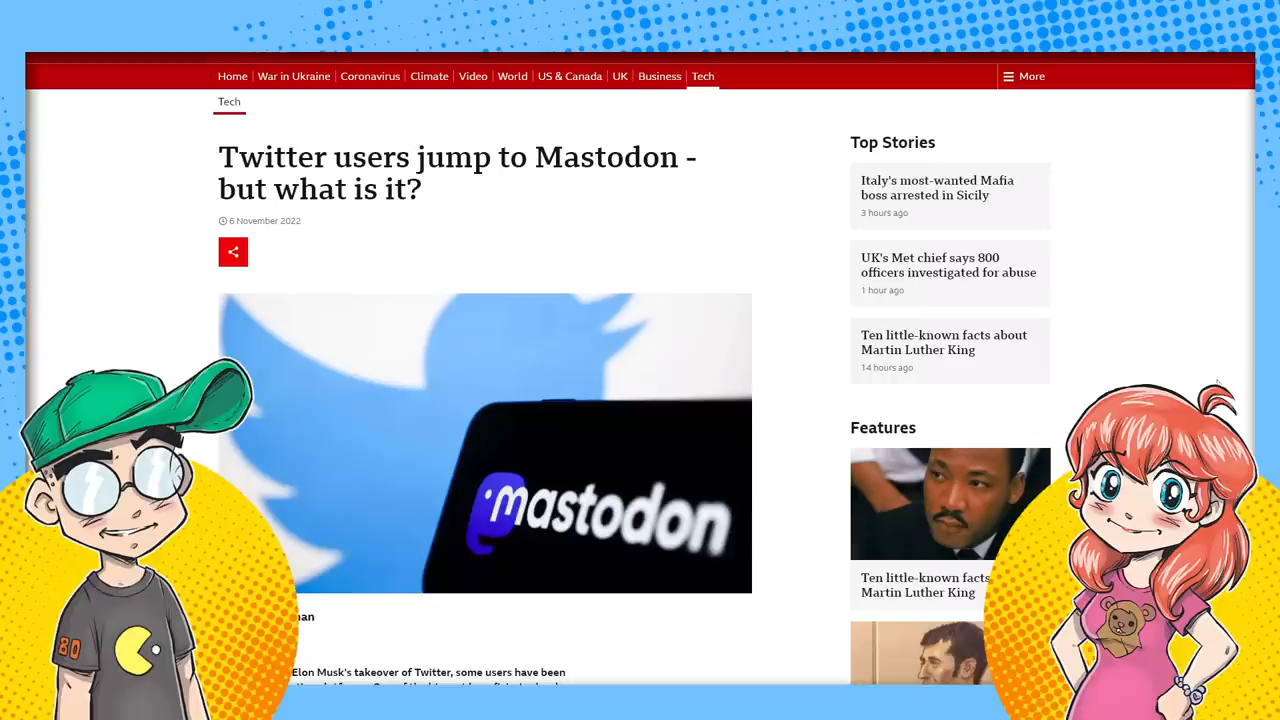 Home
War in Ukraine
Coronavirus
Climate
Video
World
US & Canada
UK
Business
Tech
More
Tech
Twitter users jump to Mastodon -
but what is it?
6 November 2022
mastodon
Elon Musk's takeover of Twitter, some users have been
Top Stories
Italy's most-wanted Mafia
boss arrested in Sicily
3 hours ago
UK's Met chief says 800
officers investigated for abuse
1 hour ago
Ten little-known facts about
Martin Luther King
14 hours ago
Features
Ten little-known facts
Martin Luther King
80